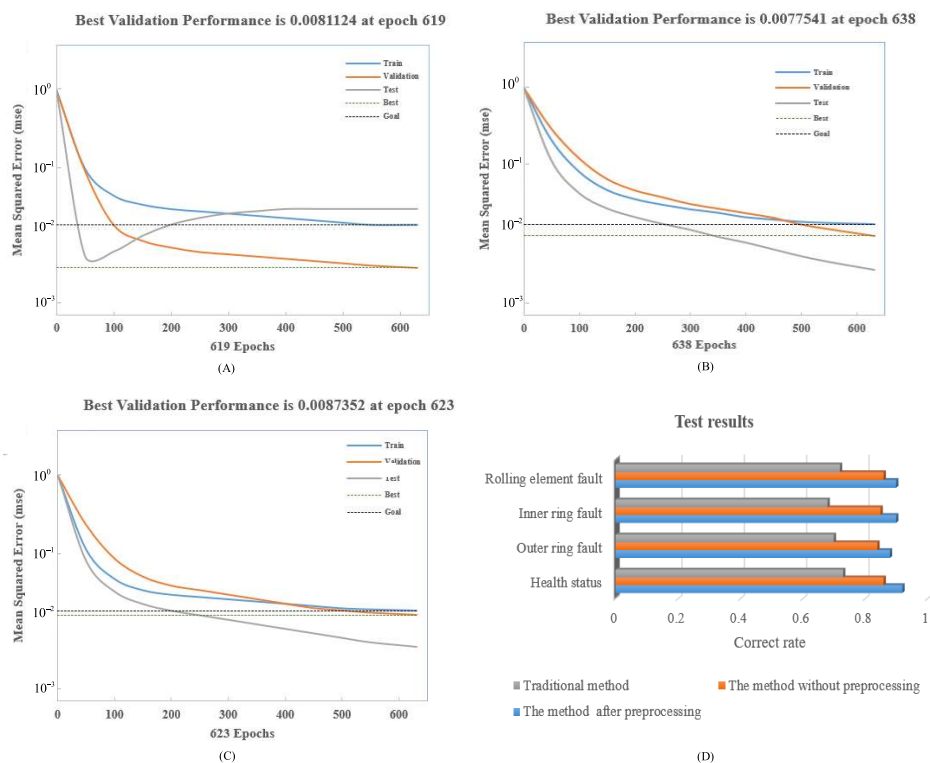 Best Validation Performance is 0.0081124 at epoch 619
Mean Squared Error (mse)
10⁰
10⁻¹
10⁻²
10⁻³
Train
Validation
Test
Best
Goal
0 100 200 300 400 500 600
619 Epochs
(A)
Best Validation Performance is 0.0077541 at epoch 638
Mean Squared Error (mse)
10⁰
10⁻¹
10⁻²
10⁻³
Train
Validation
Test
Best
Goal
0 100 200 300 400 500 600
638 Epochs
(B)
Best Validation Performance is 0.0087352 at epoch 623
Mean Squared Error (mse)
10⁰
10⁻¹
10⁻²
10⁻³
Train
Validation
Test
Best
Goal
0 100 200 300 400 500 600
623 Epochs
(C)
Test results
Rolling element fault
Inner ring fault
Outer ring fault
Health status
0 0.2 0.4 0.6 0.8 1
Correct rate
Traditional method
The method without preprocessing
The method after preprocessing
(D)